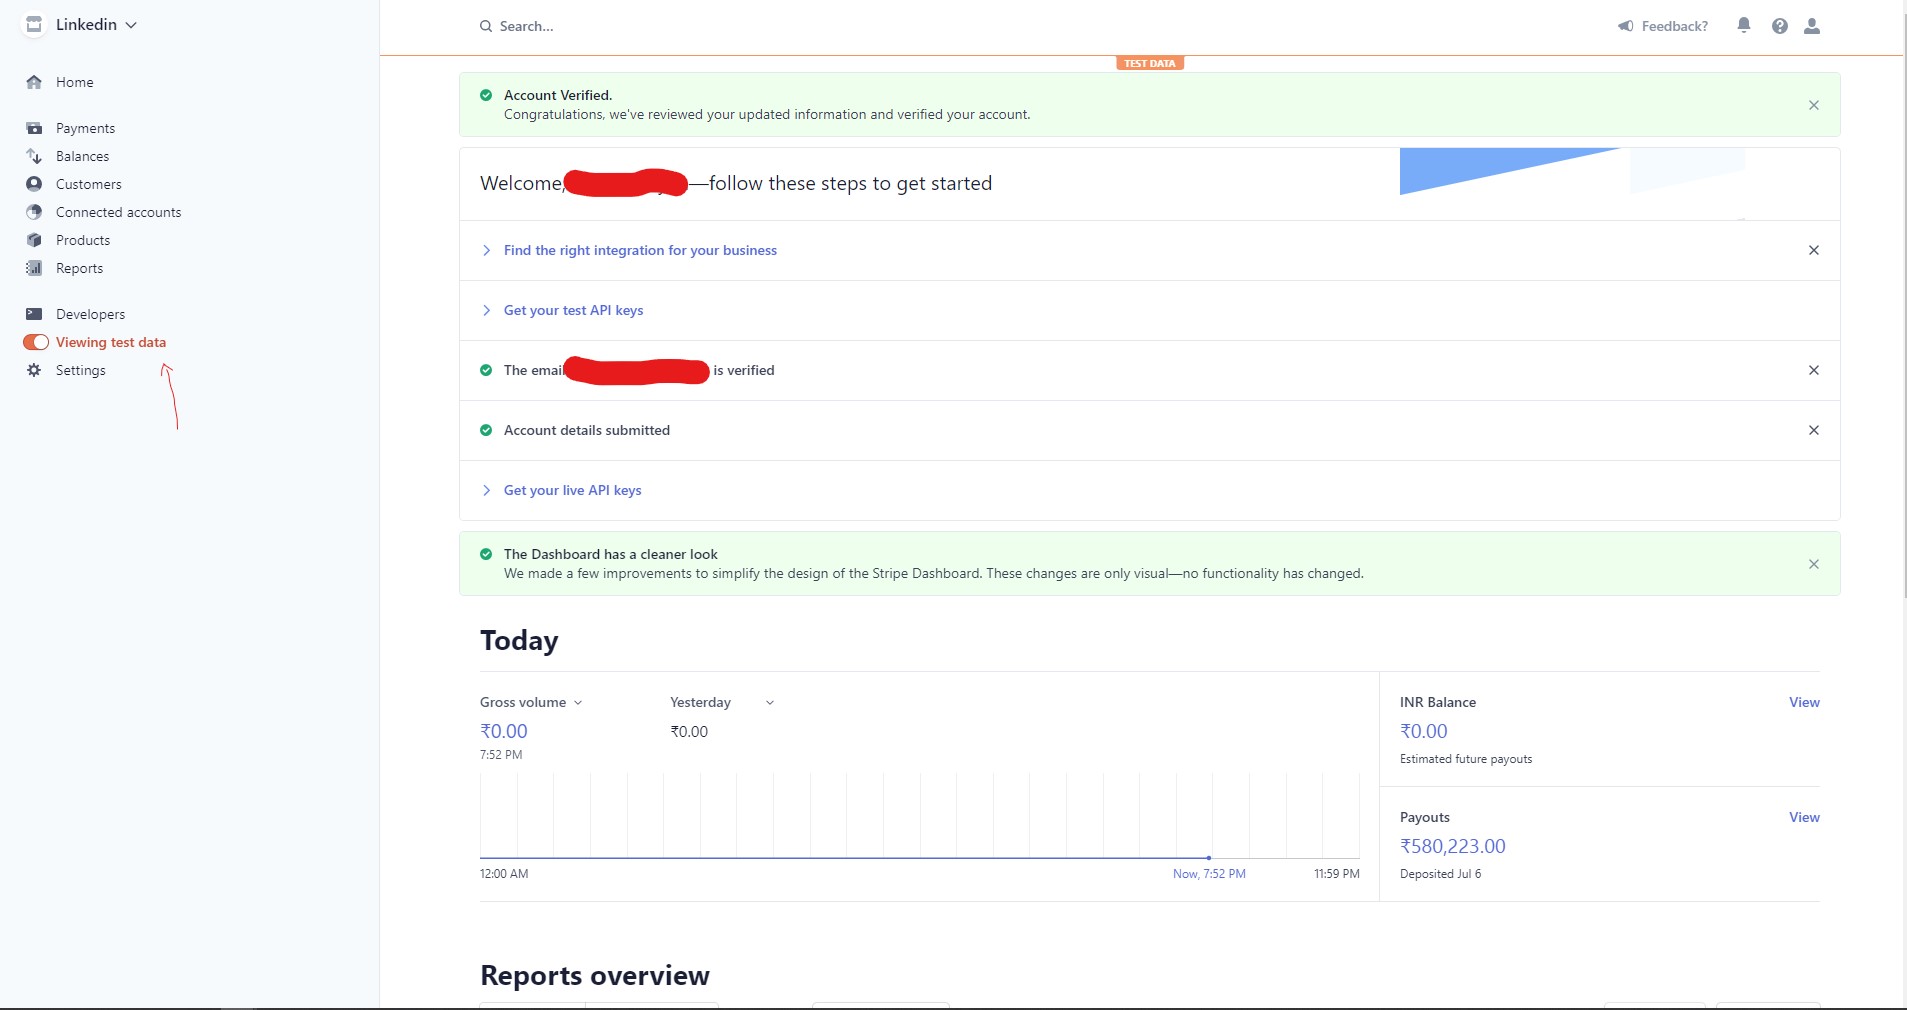 Linkedin
Search...
Feedback?
TEST DATA
Home
Payments
Balances
Customers
Connected accounts
Products
Reports
Developers
Viewing test data
Settings
Account Verified.
Congratulations, we've reviewed your updated information and verified your account.
Welcome, —follow these steps to get started
Find the right integration for your business
Get your test API keys
The email is verified
Account details submitted
Get your live API keys
The Dashboard has a cleaner look
We made a few improvements to simplify the design of the Stripe Dashboard. These changes are only visual—no functionality has changed.
Today
Gross volume
₹0.00
7:52 PM
Yesterday
₹0.00
12:00 AM
Now, 7:52 PM
11:59 PM
INR Balance
View
₹0.00
Estimated future payouts
Payouts
View
₹580,223.00
Deposited Jul 6
Reports overview